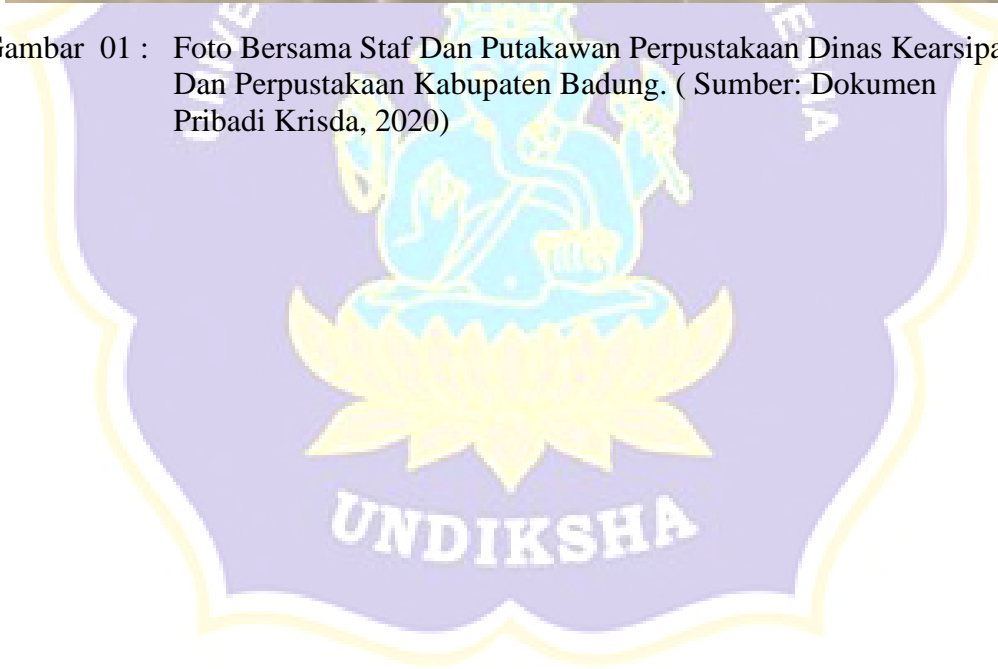 Gambar 01 : Foto Bersama Staf Dan Putakawan Perpustakaan Dinas Kearsipa
Dan Perpustakaan Kabupaten Badung. ( Sumber: Dokumen
Pribadi Krisda, 2020)
UNDIKSHA